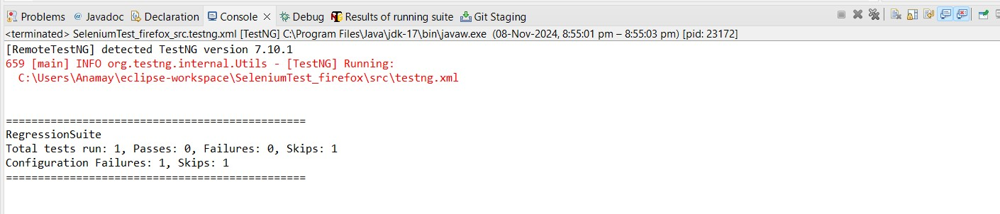 Problems Javadoc Declaration Console Debug Results of running suite Git Staging
<terminated> SeleniumTest_firefox_src.testng.xml [TestNG] C:\Program Files\Java\jdk-17\bin\javaw.exe (08-Nov-2024, 8:55:01 pm – 8:55:03 pm) [pid: 23172]
[RemoteTestNG] detected TestNG version 7.10.1
659 [main] INFO org.testng.internal.Utils - [TestNG] Running:
  C:\Users\Anamay\eclipse-workspace\SeleniumTest_firefox\src\testng.xml
===============================================
RegressionSuite
Total tests run: 1, Passes: 0, Failures: 0, Skips: 1
Configuration Failures: 1, Skips: 1
===============================================